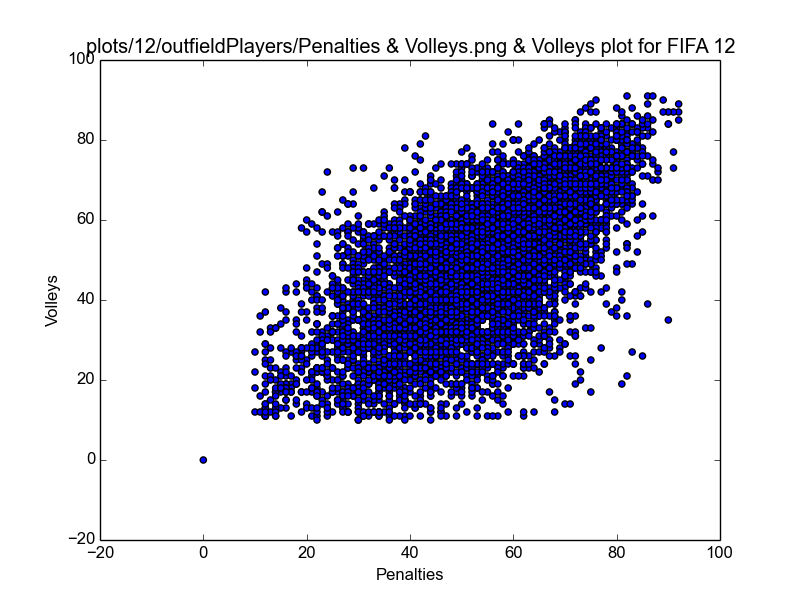 plots/12/outfieldPlayers/Penalties & Volleys.png & Volleys plot for FIFA 12
100
80
60
40
20
0
−20
−20 0 20 40 60 80 100
Volleys
Penalties